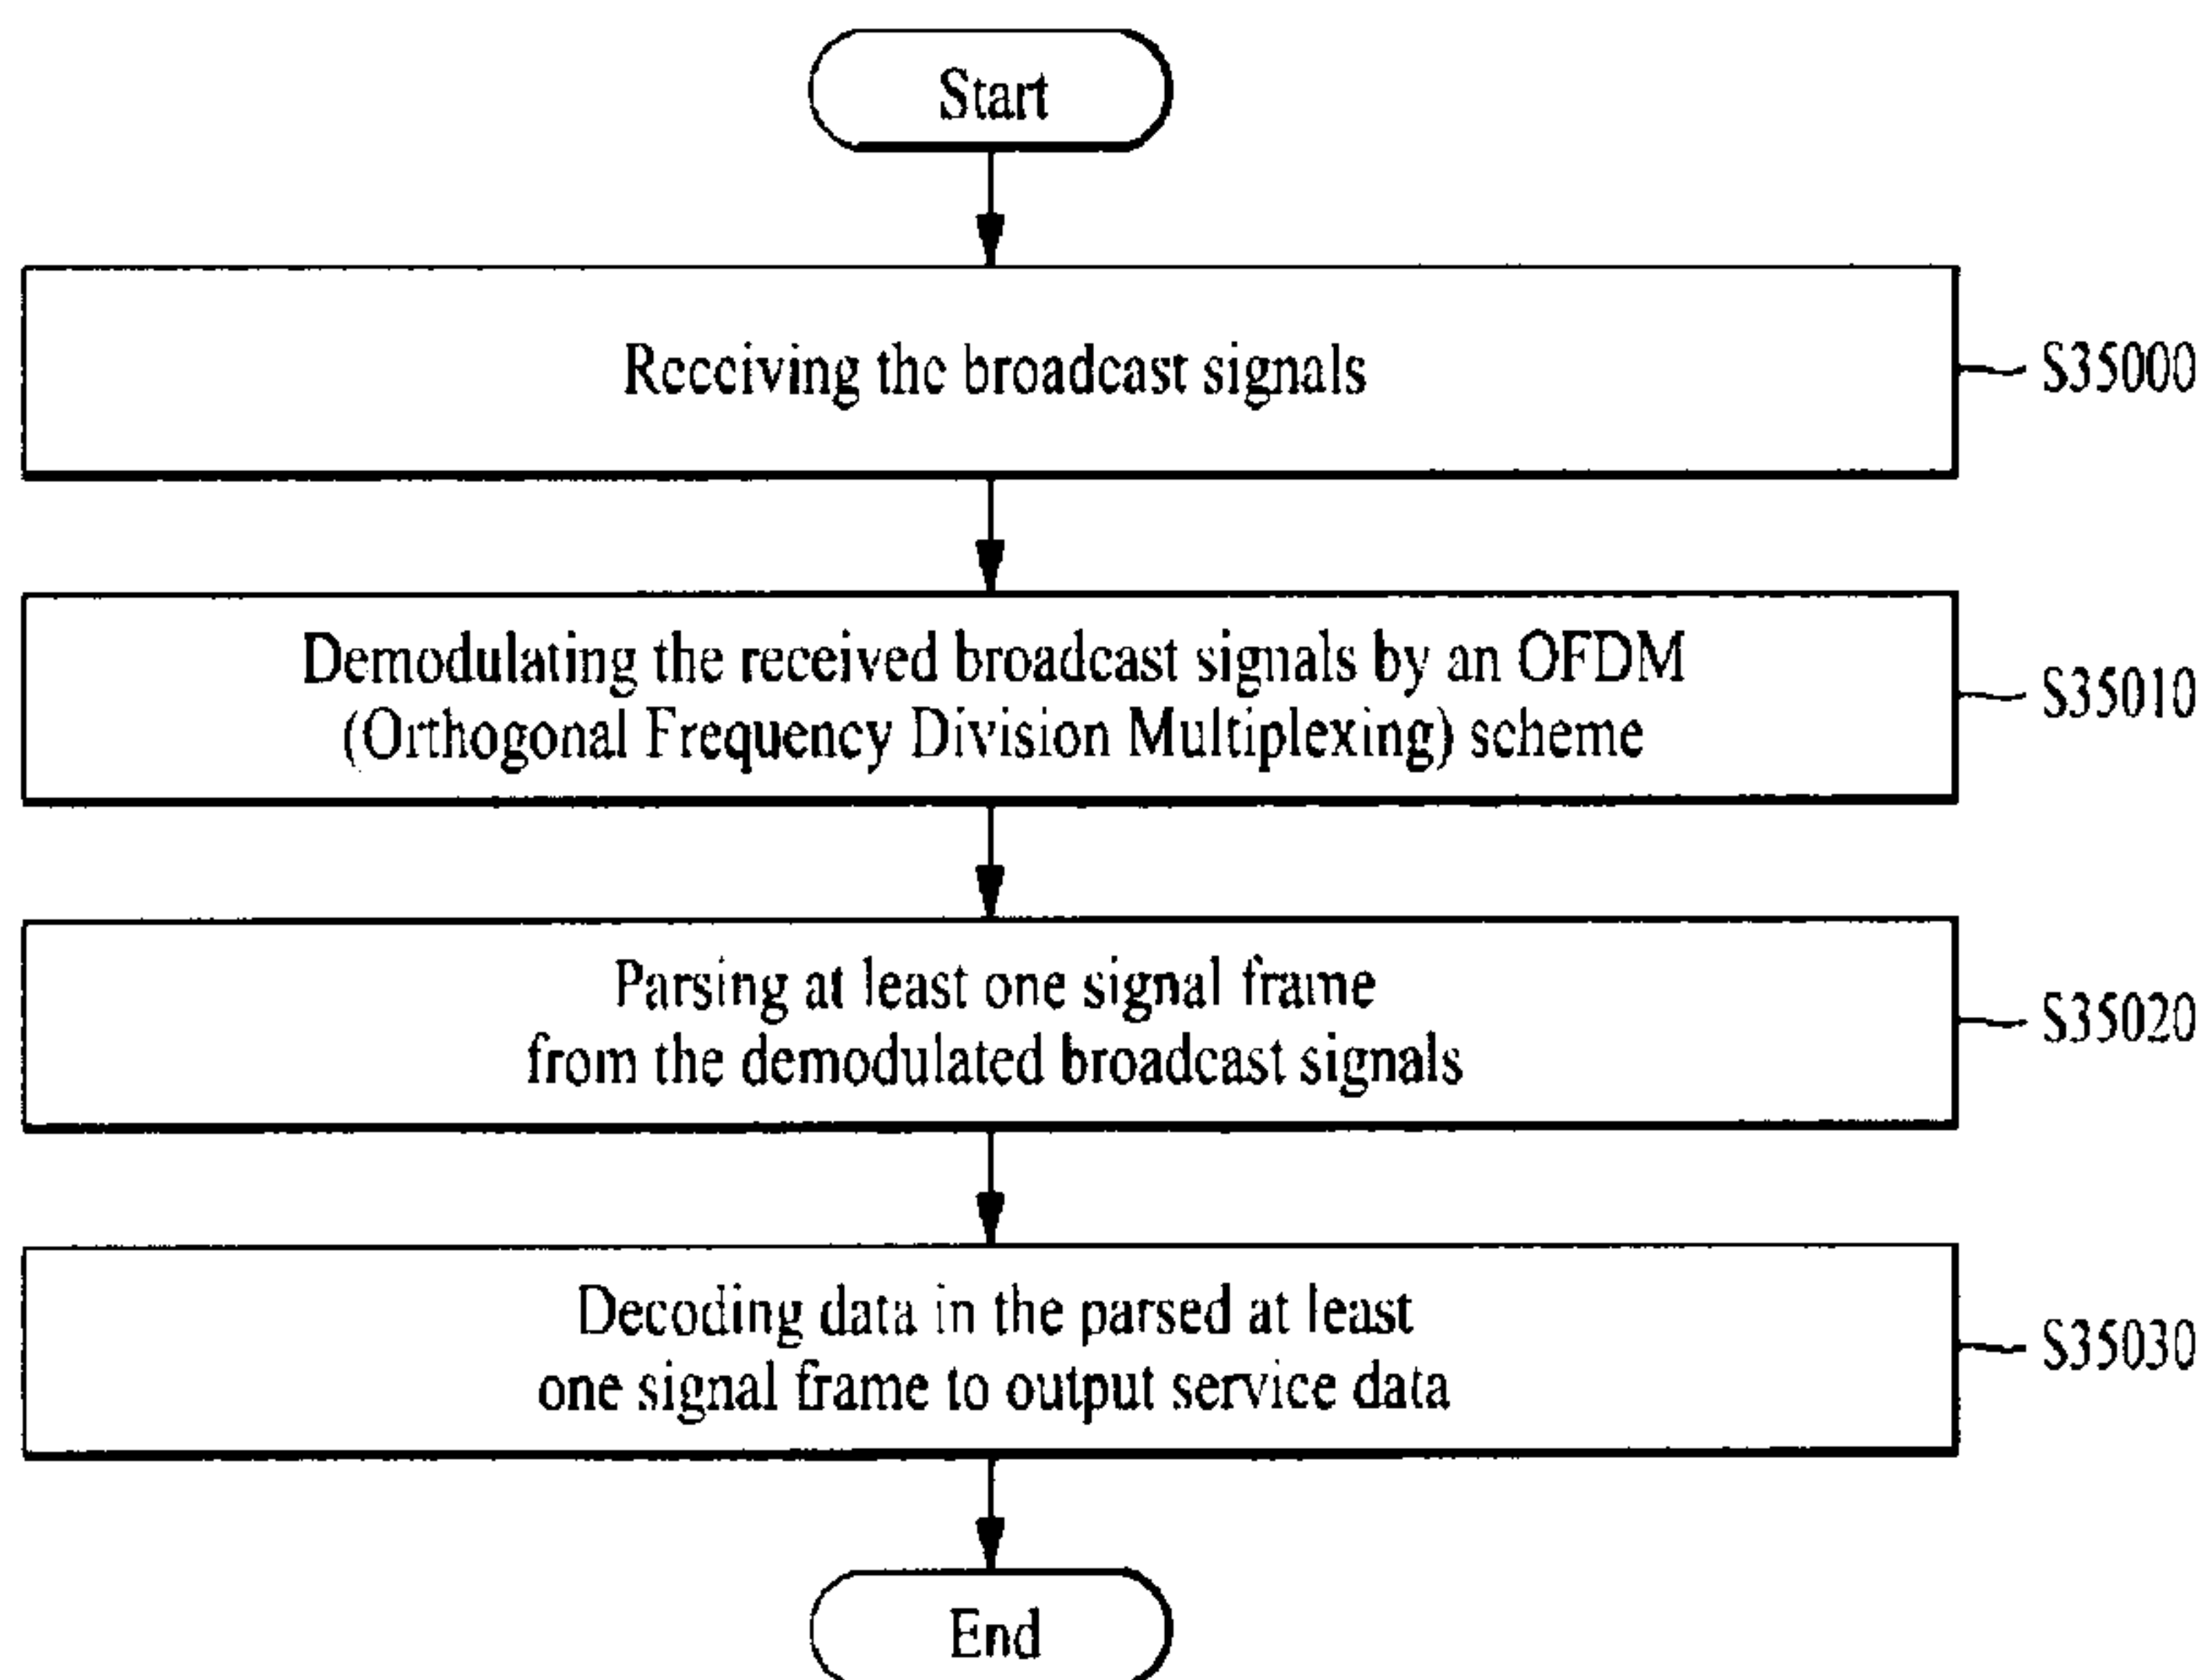 Start
Receiving the broadcast signals
S35000
Demodulating the received broadcast signals by an OFDM
(Orthogonal Frequency Division Multiplexing) scheme
S35010
Parsing at least one signal frame
from the demodulated broadcast signals
S35020
Decoding data in the parsed at least
one signal frame to output service data
S35030
End